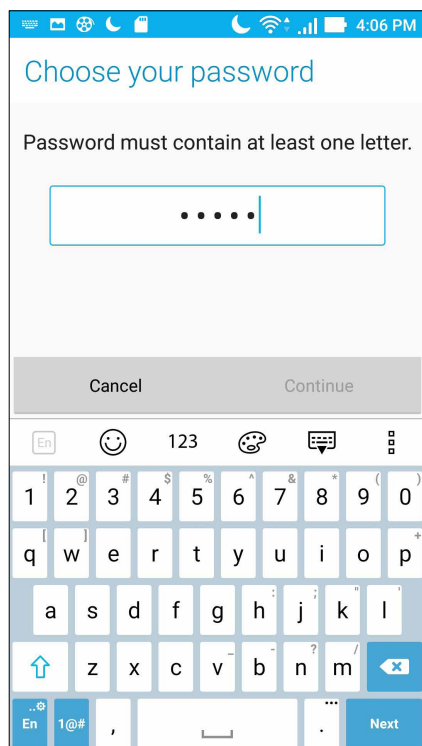 4:06 PM
Choose your password
Password must contain at least one letter.
•••••
Cancel Continue
En 123
! @ # $ % ^ & * ( )
1 2 3 4 5 6 7 8 9 0
[ ] +
q w e r t y u i o p
: ; " '
a s d f g h j k l
_ - ? /
z x c v b n m
En 1@# , . Next